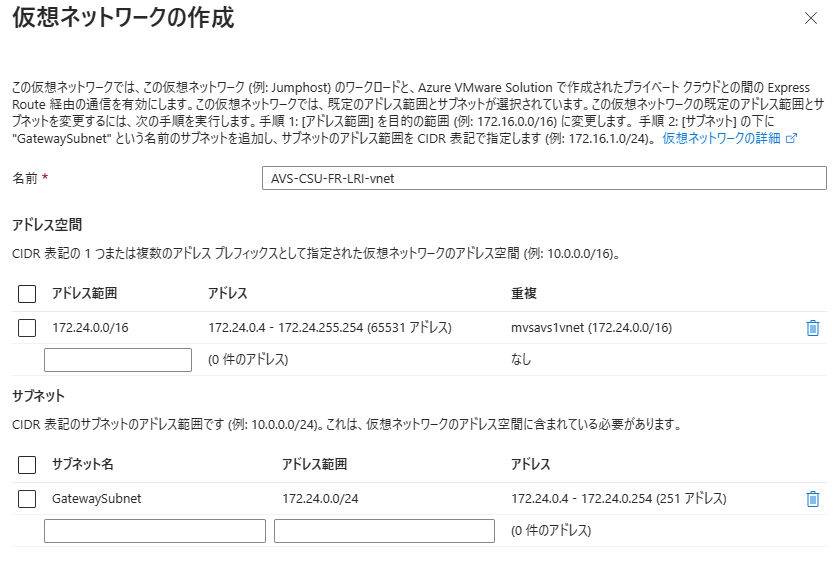 仮想ネットワークの作成
この仮想ネットワークでは、この仮想ネットワーク (例: Jumphost) のワークロードと、Azure VMware Solution で作成されたプライベート クラウドとの間の Express
Route 経由の通信を有効にします。この仮想ネットワークでは、既定のアドレス範囲とサブネットが選択されています。この仮想ネットワークの既定のアドレス範囲とサ
ブネットを変更するには、次の手順を実行します。手順 1: [アドレス範囲] を目的の範囲 (例: 172.16.0.0/16) に変更します。 手順 2: [サブネット] の下に
"GatewaySubnet" という名前のサブネットを追加し、サブネットのアドレス範囲を CIDR 表記で指定します (例: 172.16.1.0/24)。 仮想ネットワークの詳細
名前 * AVS-CSU-FR-LRI-vnet
アドレス空間
CIDR 表記の 1 つまたは複数のアドレス プレフィックスとして指定された仮想ネットワークのアドレス空間 (例: 10.0.0.0/16)。
アドレス範囲 アドレス 重複
172.24.0.0/16 172.24.0.4 - 172.24.255.254 (65531 アドレス) mvsavs1vnet (172.24.0.0/16)
(0 件のアドレス) なし
サブネット
CIDR 表記のサブネットのアドレス範囲です (例: 10.0.0.0/24)。これは、仮想ネットワークのアドレス空間に含まれている必要があります。
サブネット名 アドレス範囲 アドレス
GatewaySubnet 172.24.0.0/24 172.24.0.4 - 172.24.0.254 (251 アドレス)
(0 件のアドレス)